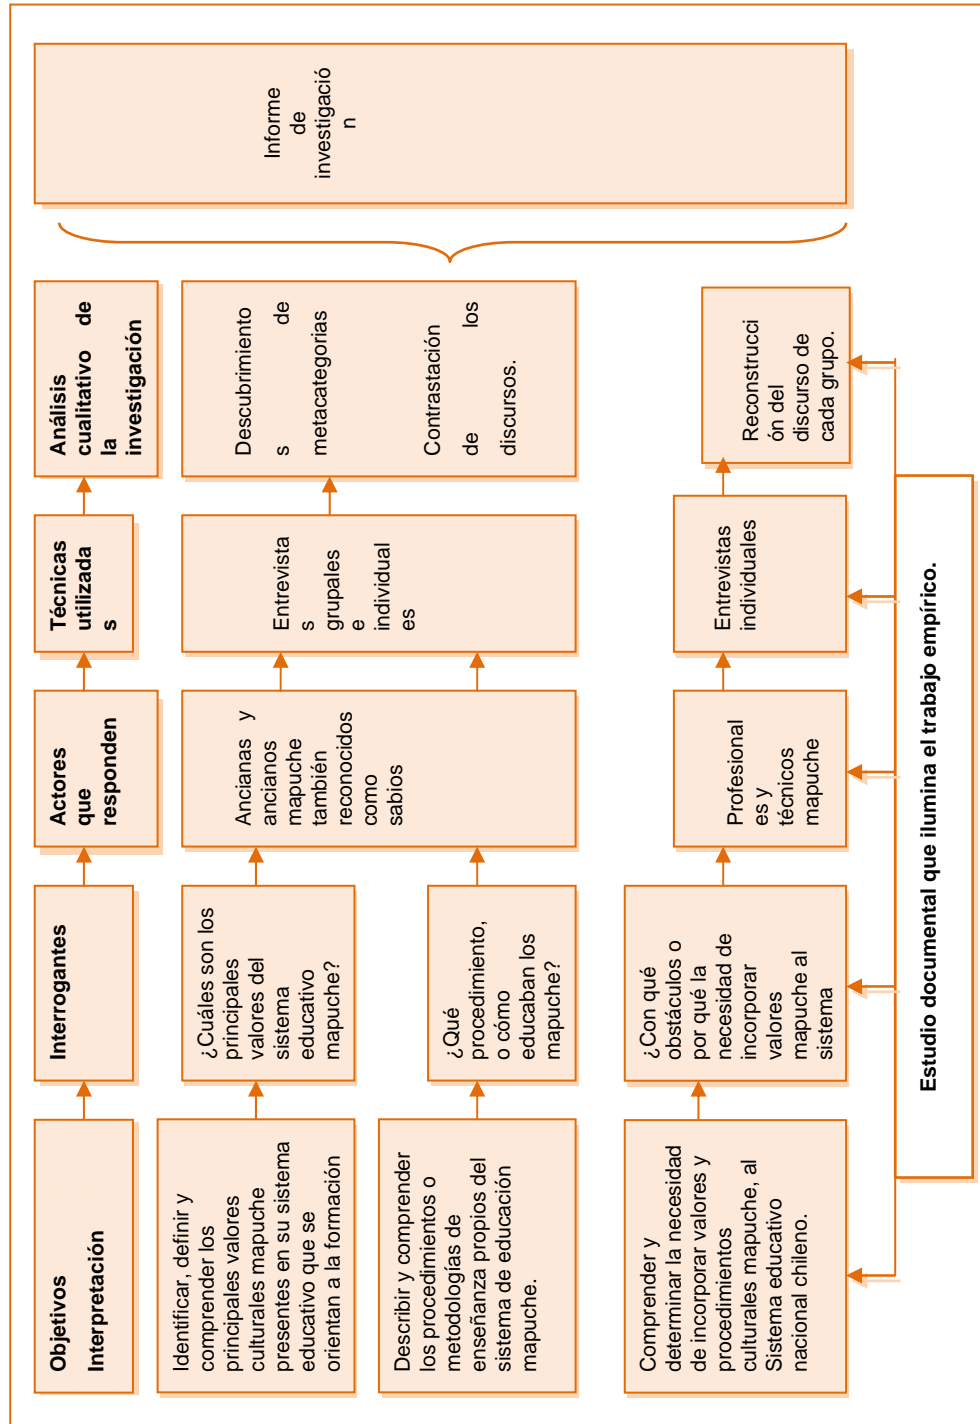 Objetivos
Interpretación
Interrogantes
Actores
que
responden
Técnicas
utilizada
s
Análisis
cualitativo de
la
investigación
Identificar, definir y
comprender los
principales valores
culturales mapuche
presentes en su sistema
educativo que se
orientan a la formación
¿Cuáles son los
principales
valores del
sistema
educativo
mapuche?
Ancianas y
ancianos
mapuche
también
reconocidos
como
sabios
Entrevista
s
grupales
e
individual
es
Descubrimiento
s de
metacategorias
Contrastación
de los
discursos.
Describir y comprender
los procedimientos o
metodologías de
enseñanza propios del
sistema de educación
mapuche.
¿Qué
procedimiento,
o cómo
educaban los
mapuche?
Comprender y
determinar la necesidad
de incorporar valores y
procedimientos
culturales mapuche, al
Sistema educativo
nacional chileno.
¿Con qué
obstáculos o
por qué la
necesidad de
incorporar
valores
mapuche al
sistema
Profesional
es y
técnicos
mapuche
Entrevistas
individuales
Reconstrucci
ón del
discurso de
cada grupo.
Informe
de
investigació
n
Estudio documental que ilumina el trabajo empírico.